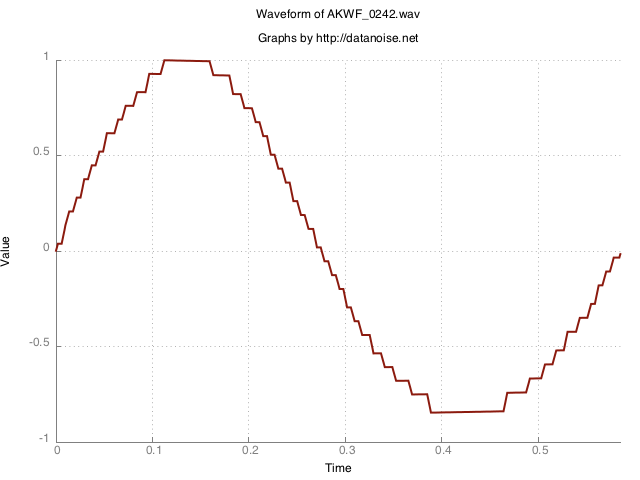 Waveform of AKWF_0242.wav
Graphs by http://datanoise.net
1
0.5
0
-0.5
-1
Value
0 0.1 0.2 0.3 0.4 0.5
Time